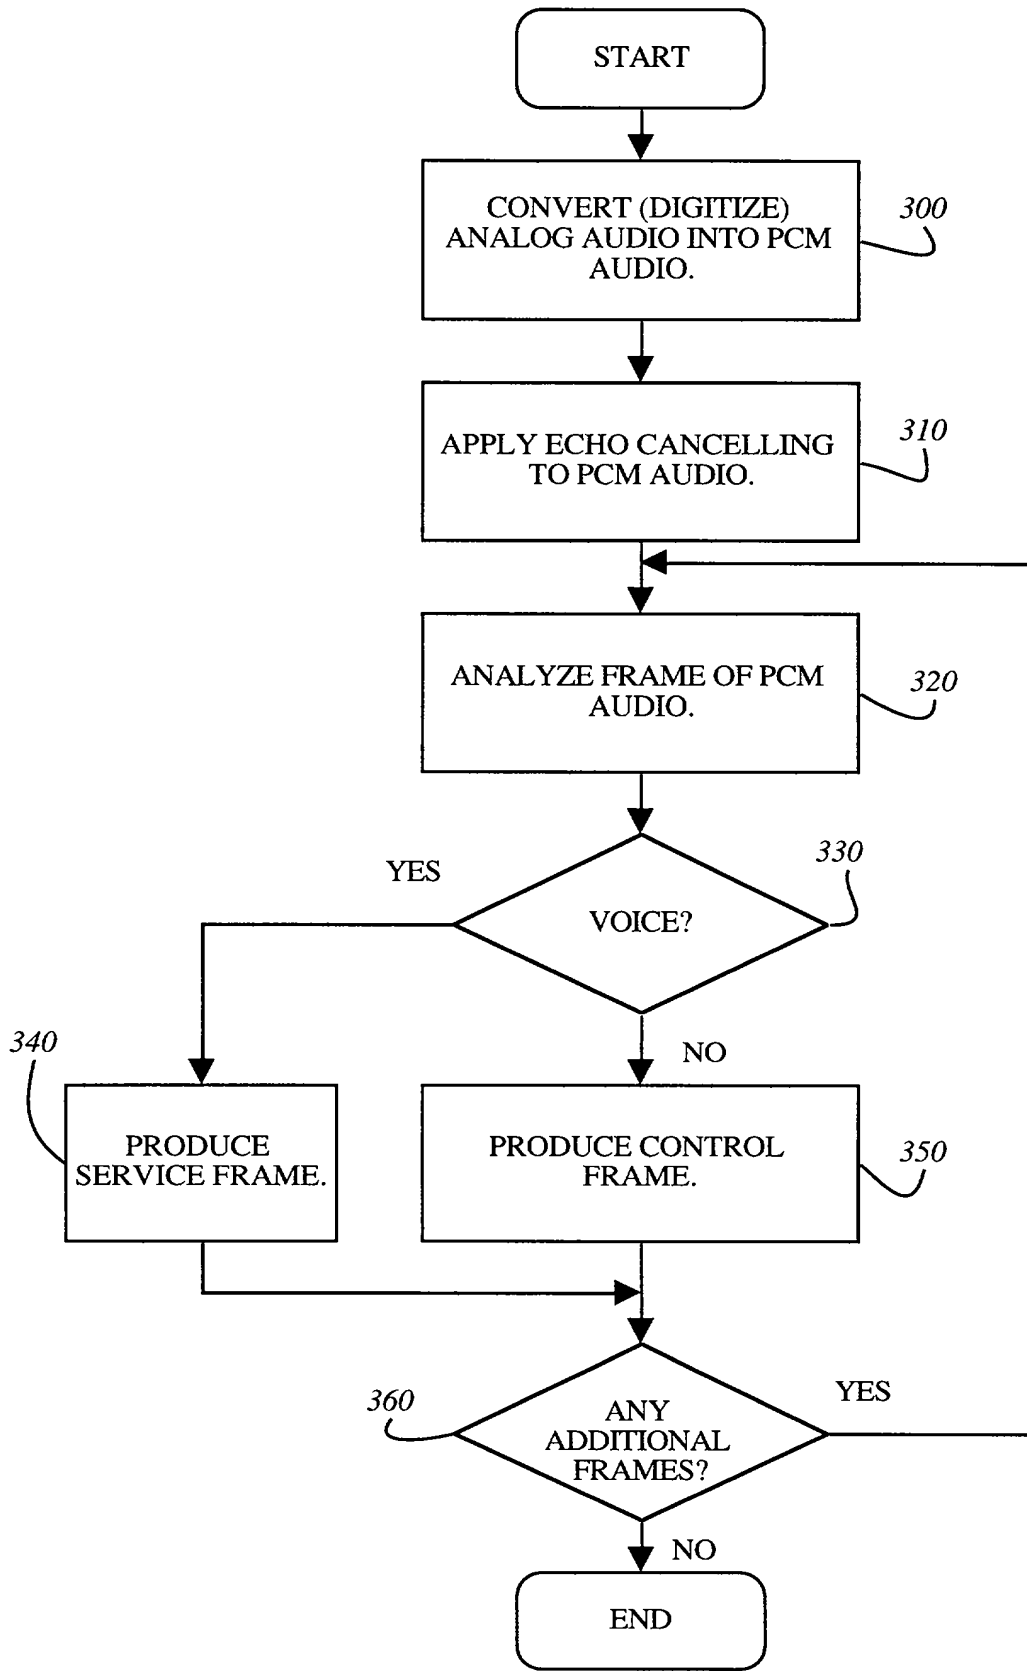 START
CONVERT (DIGITIZE)
ANALOG AUDIO INTO PCM
AUDIO.
300
APPLY ECHO CANCELLING
TO PCM AUDIO.
310
ANALYZE FRAME OF PCM
AUDIO.
320
YES
VOICE?
330
NO
340
PRODUCE
SERVICE FRAME.
PRODUCE CONTROL
FRAME.
350
360
ANY
ADDITIONAL
FRAMES?
YES
NO
END